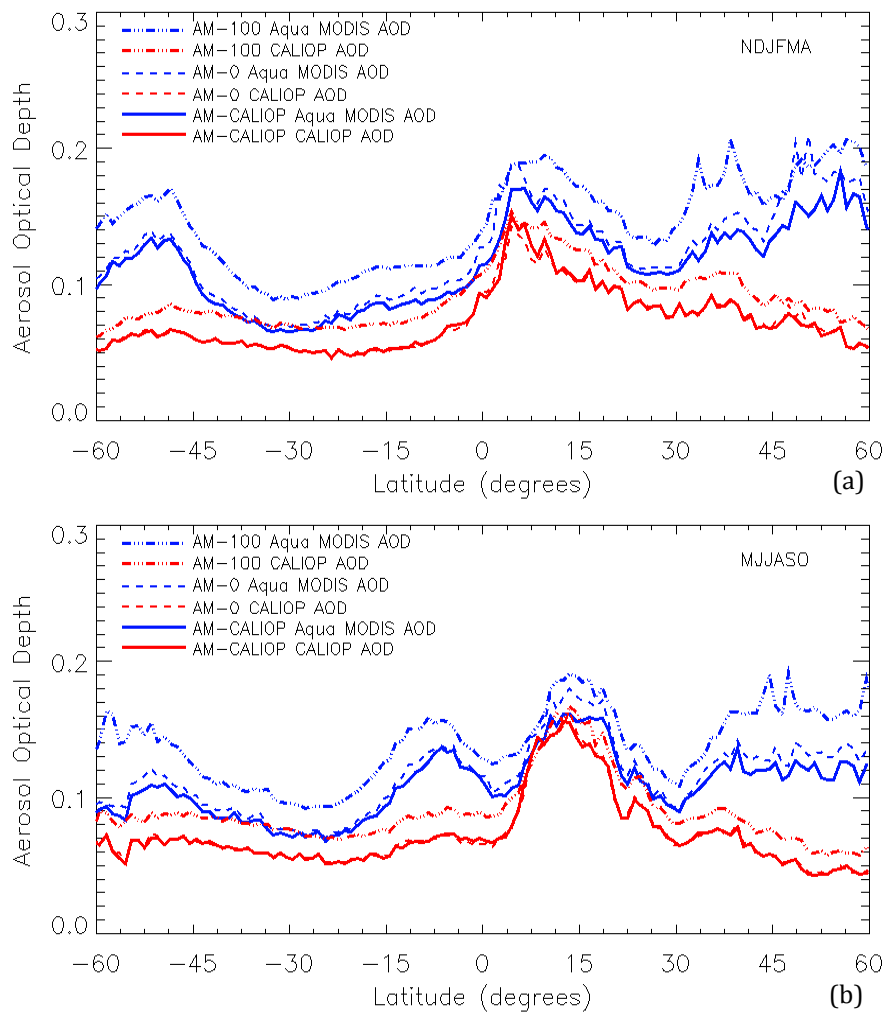 0.3
AM-100 Aqua MODIS AOD
AM-100 CALIOP AOD
AM-0 Aqua MODIS AOD
AM-0 CALIOP AOD
AM-CALIOP Aqua MODIS AOD
AM-CALIOP CALIOP AOD
NDJFMA
0.2
0.1
0.0
Aerosol Optical Depth
-60 -45 -30 -15 0 15 30 45 60
Latitude (degrees)
(a)
0.3
AM-100 Aqua MODIS AOD
AM-100 CALIOP AOD
AM-0 Aqua MODIS AOD
AM-0 CALIOP AOD
AM-CALIOP Aqua MODIS AOD
AM-CALIOP CALIOP AOD
MJJASO
0.2
0.1
0.0
Aerosol Optical Depth
-60 -45 -30 -15 0 15 30 45 60
Latitude (degrees)
(b)